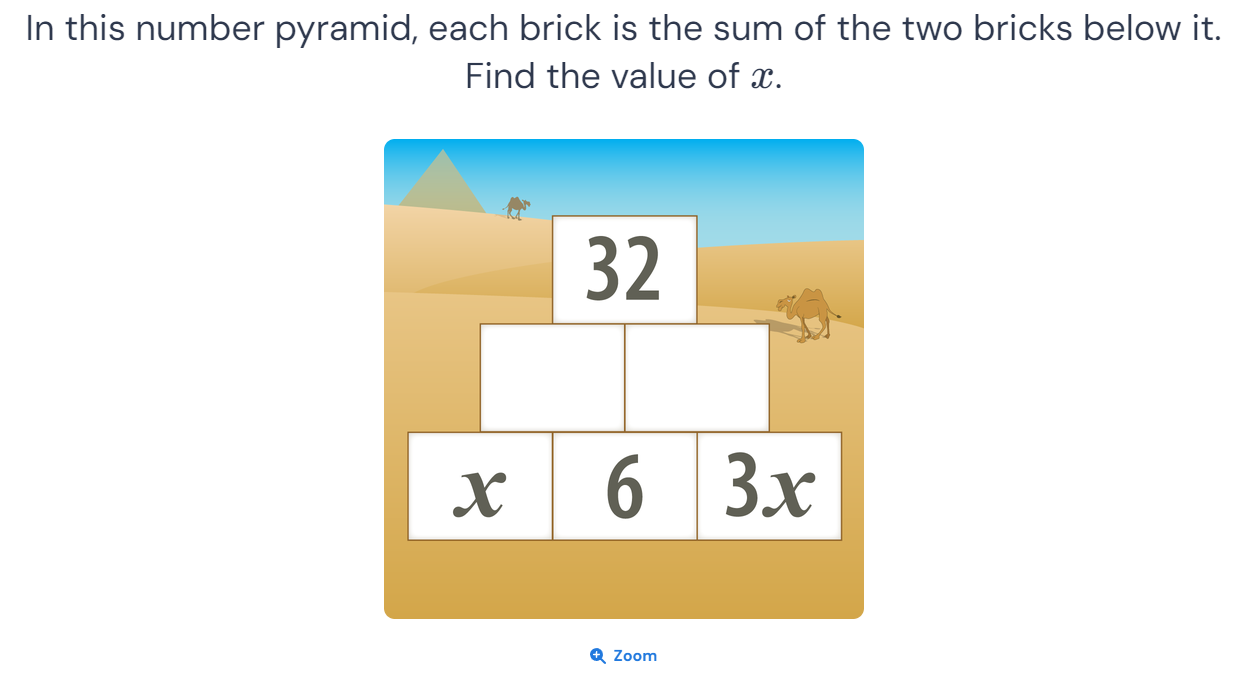 In this number pyramid, each brick is the sum of the two bricks below it.
Find the value of x.
32
x 6 3x
Zoom